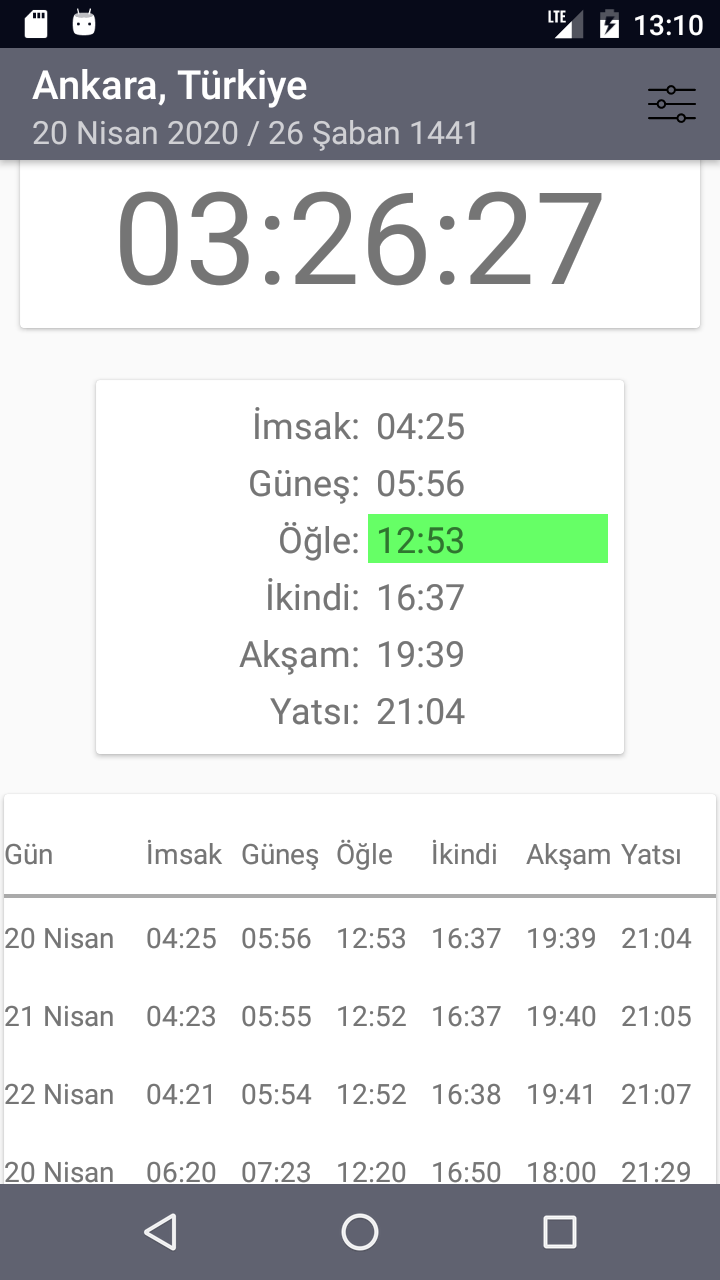 LTE 13:10
Ankara, Türkiye
20 Nisan 2020 / 26 Şaban 1441
03:26:27
İmsak: 04:25
Güneş: 05:56
Öğle: 12:53
İkindi: 16:37
Akşam: 19:39
Yatsı: 21:04
Gün İmsak Güneş Öğle İkindi Akşam Yatsı
20 Nisan 04:25 05:56 12:53 16:37 19:39 21:04
21 Nisan 04:23 05:55 12:52 16:37 19:40 21:05
22 Nisan 04:21 05:54 12:52 16:38 19:41 21:07
20 Nisan 06:20 07:23 12:20 16:50 18:00 21:29